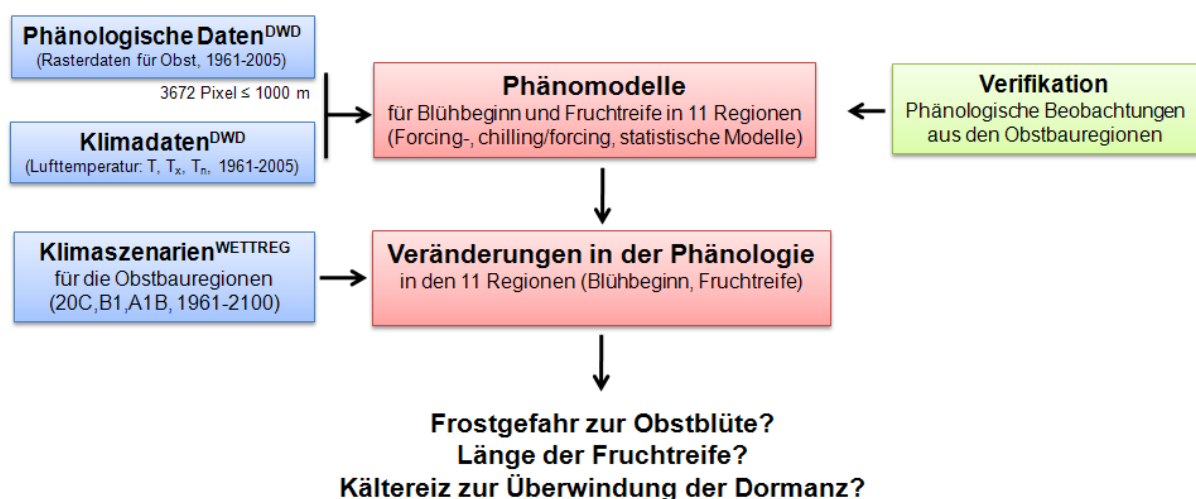 Phänologische Daten^DWD
(Rasterdaten für Obst, 1961-2005)
3672 Pixel ≤ 1000 m
Klimadaten^DWD
(Lufttemperatur: T, Tₓ, Tₙ, 1961-2005)
Phänomodelle
für Blühbeginn und Fruchtreife in 11 Regionen
(Forcing-, chilling/forcing, statistische Modelle)
Verifikation
Phänologische Beobachtungen
aus den Obstbauregionen
Klimaszenarien^WETTREG
für die Obstbauregionen
(20C,B1,A1B, 1961-2100)
Veränderungen in der Phänologie
in den 11 Regionen (Blühbeginn, Fruchtreife)
Frostgefahr zur Obstblüte?
Länge der Fruchtreife?
Kältereiz zur Überwindung der Dormanz?